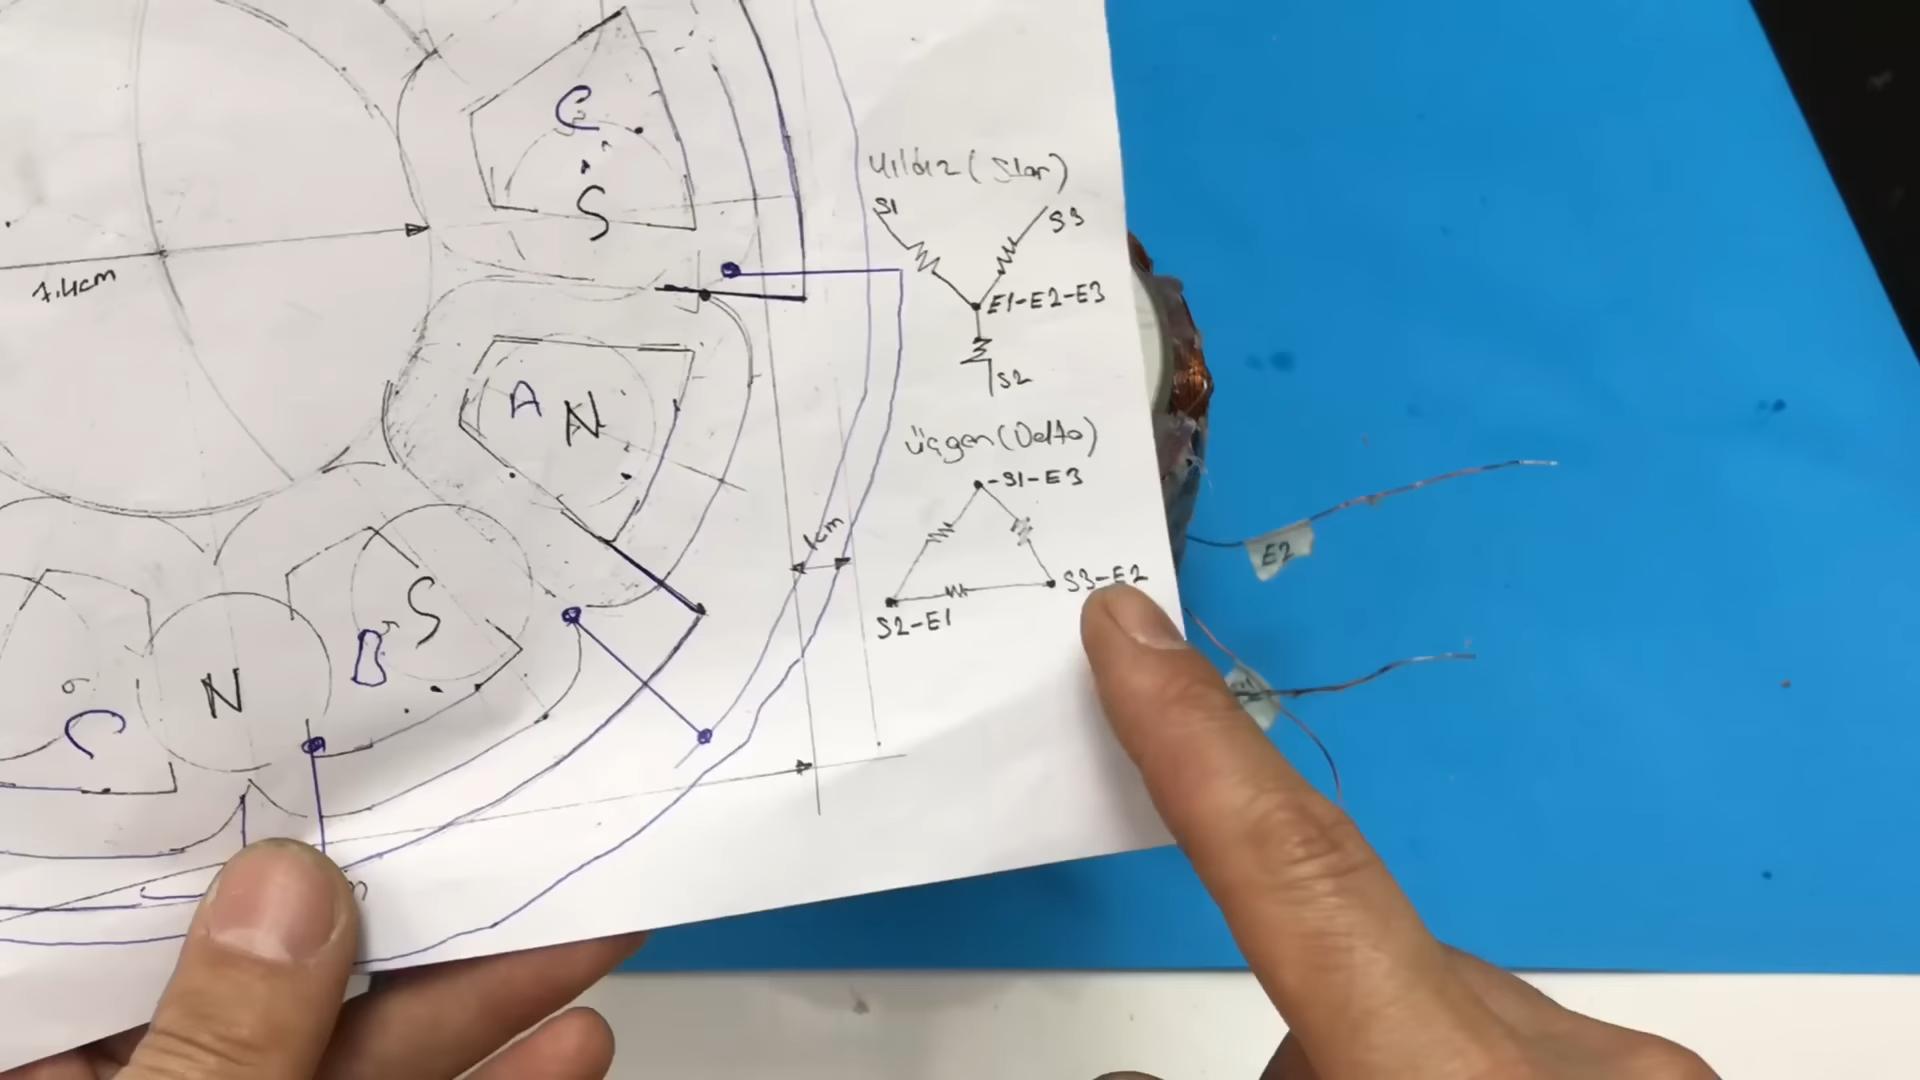 C
S
7.4cm
A N
S
B
N
C
1cm
Yıldız (Star)
S1
S3
E1-E2-E3
S2
Üçgen (Delta)
-S1-E3
S3-E2
S2-E1
E2